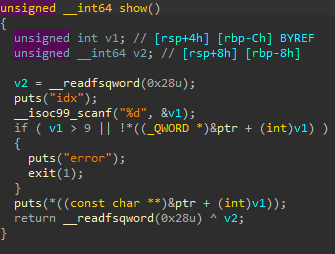 unsigned __int64 show()
{
  unsigned int v1; // [rsp+4h] [rbp-Ch] BYREF
  unsigned __int64 v2; // [rsp+8h] [rbp-8h]

  v2 = __readfsqword(0x28u);
  puts("idx");
  __isoc99_scanf("%d", &v1);
  if ( v1 > 9 || !*((_QWORD *)&ptr + (int)v1) )
  {
    puts("error");
    exit(1);
  }
  puts(*((const char **)&ptr + (int)v1));
  return __readfsqword(0x28u) ^ v2;
}